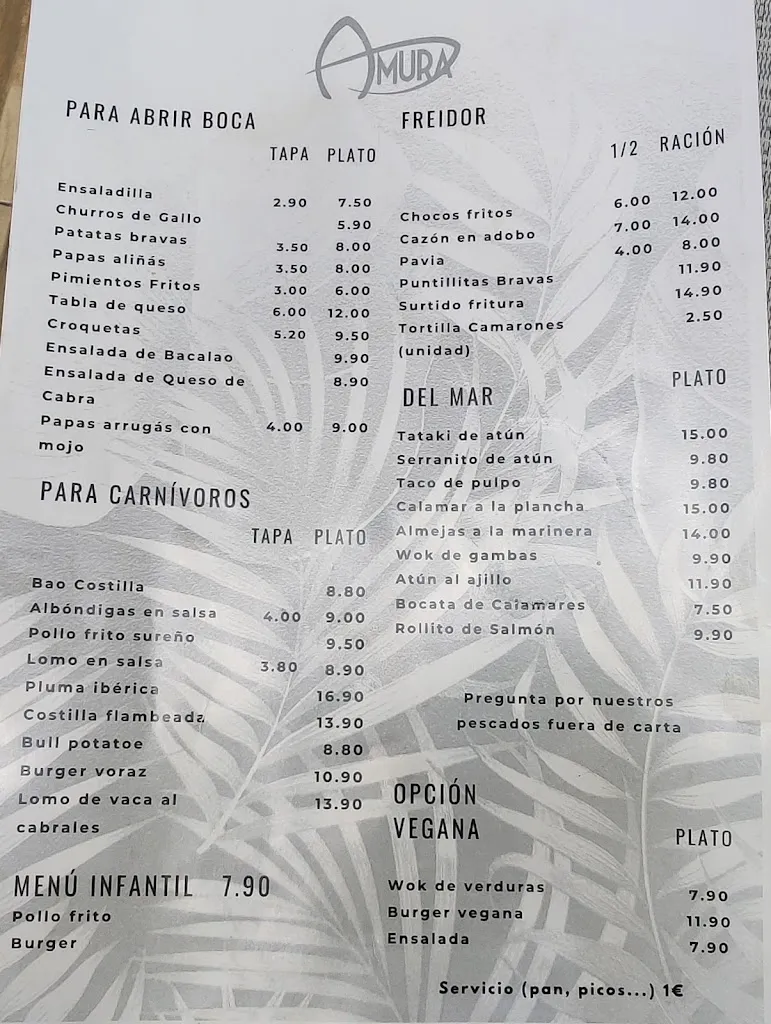 AMURA
PARA ABRIR BOCA
TAPA PLATO
Ensaladilla 2.90 7.50
Churros de Gallo 5.90
Patatas bravas 3.50 8.00
Papas aliñás 3.50 8.00
Pimientos Fritos 3.00 6.00
Tabla de queso 6.00 12.00
Croquetas 5.20 9.50
Ensalada de Bacalao 9.90
Ensalada de Queso de 8.90
Cabra
Papas arrugás con 4.00 9.00
mojo
PARA CARNÍVOROS
TAPA PLATO
Bao Costilla 8.80
Albóndigas en salsa 4.00 9.00
Pollo frito sureño 9.50
Lomo en salsa 3.80 8.90
Pluma ibérica 16.90
Costilla flambeada 13.90
Bull potatoe 8.80
Burger voraz 10.90
Lomo de vaca al 13.90
cabrales
MENÚ INFANTIL 7.90
Pollo frito
Burger
FREIDOR
1/2 RACIÓN
Chocos fritos 6.00 12.00
Cazón en adobo 7.00 14.00
Pavia 4.00 8.00
Puntillitas Bravas 11.90
Surtido fritura 14.90
Tortilla Camarones 2.50
(unidad)
DEL MAR
PLATO
Tataki de atún 15.00
Serranito de atún 9.80
Taco de pulpo 9.80
Calamar a la plancha 15.00
Almejas a la marinera 14.00
Wok de gambas 9.90
Atún al ajillo 11.90
Bocata de Calamares 7.50
Rollito de Salmón 9.90
Pregunta por nuestros
pescados fuera de carta
OPCIÓN
VEGANA
PLATO
Wok de verduras 7.90
Burger vegana 11.90
Ensalada 7.90
Servicio (pan, picos...) 1€